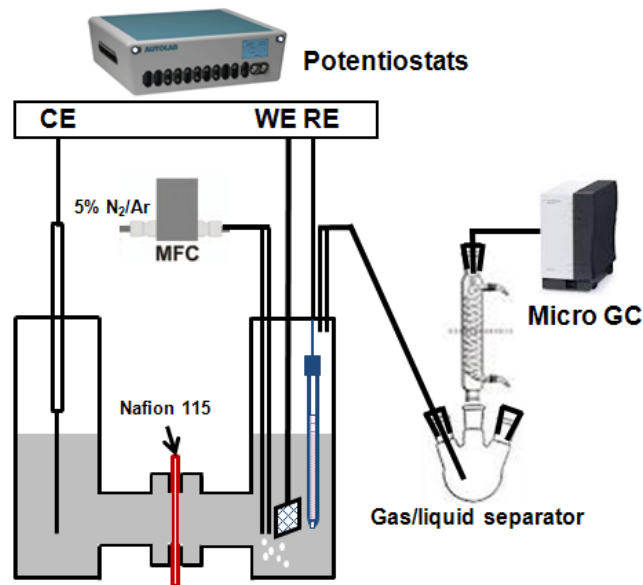 AUTOLAB
Potentiostats
CE
WE RE
5% N₂/Ar
MFC
Micro GC
Nafion 115
Gas/liquid separator